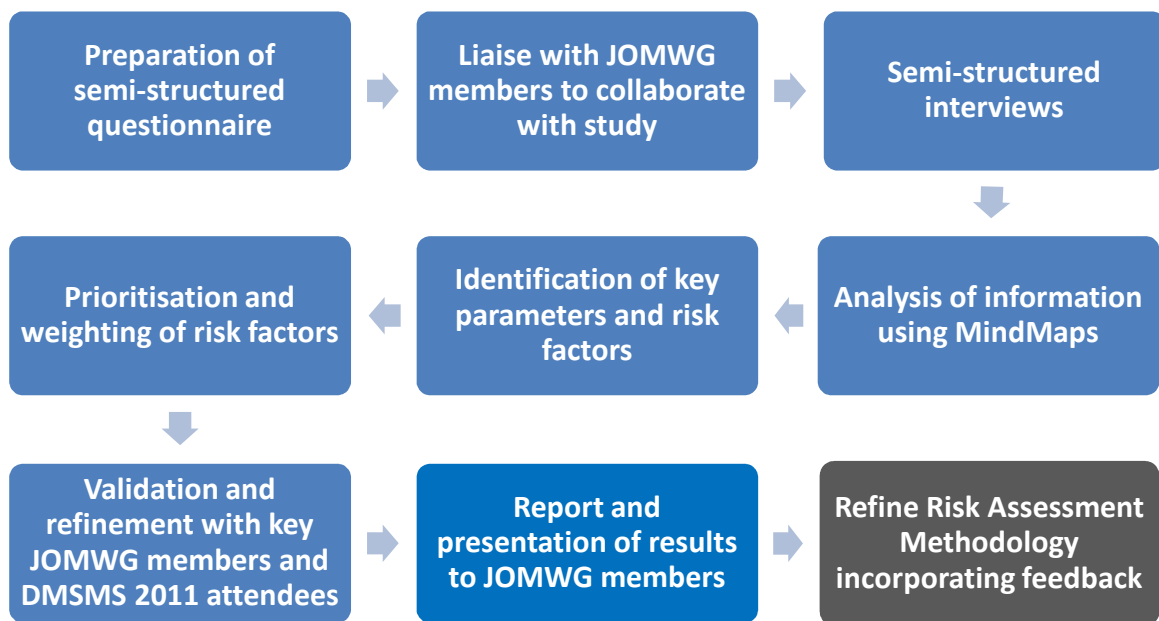 Preparation of
semi-structured
questionnaire
Liaise with JOMWG
members to collaborate
with study
Semi-structured
interviews
Analysis of information
using MindMaps
Identification of key
parameters and risk
factors
Prioritisation and
weighting of risk factors
Validation and
refinement with key
JOMWG members and
DMSMS 2011 attendees
Report and
presentation of results
to JOMWG members
Refine Risk Assessment
Methodology
incorporating feedback